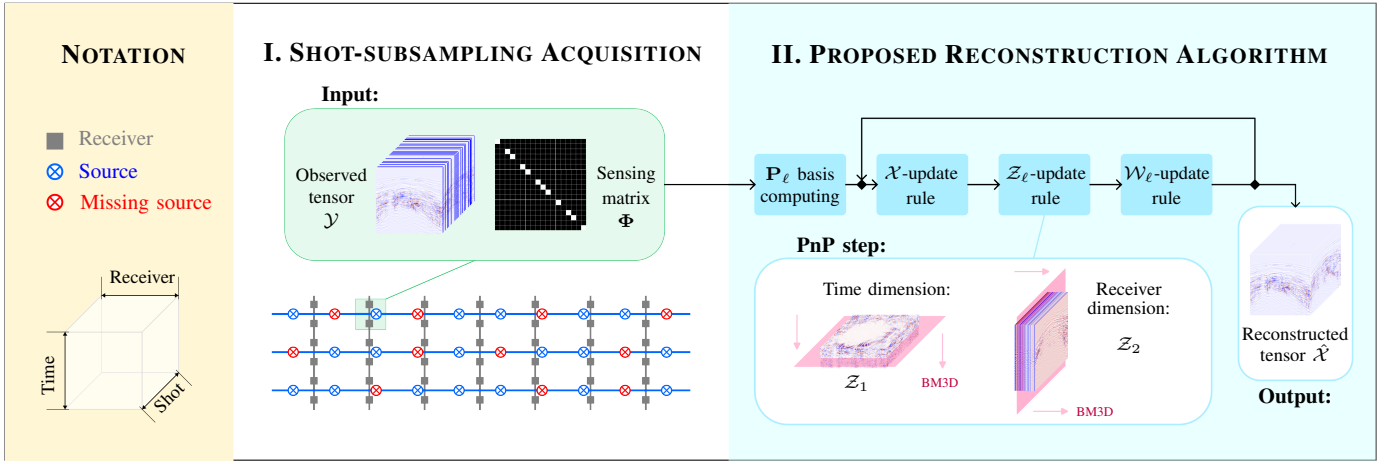 NOTATION
Receiver
Source
Missing source
Receiver
Time
Shot
I. SHOT-SUBSAMPLING ACQUISITION
Input:
Observed
tensor
𝒴
Sensing
matrix
Φ
II. PROPOSED RECONSTRUCTION ALGORITHM
P_ℓ basis
computing
𝒳-update
rule
𝒵_ℓ-update
rule
𝒲_ℓ-update
rule
PnP step:
Time dimension:
𝒵₁
BM3D
Receiver
dimension:
𝒵₂
BM3D
Reconstructed
tensor 𝒳̂
Output: